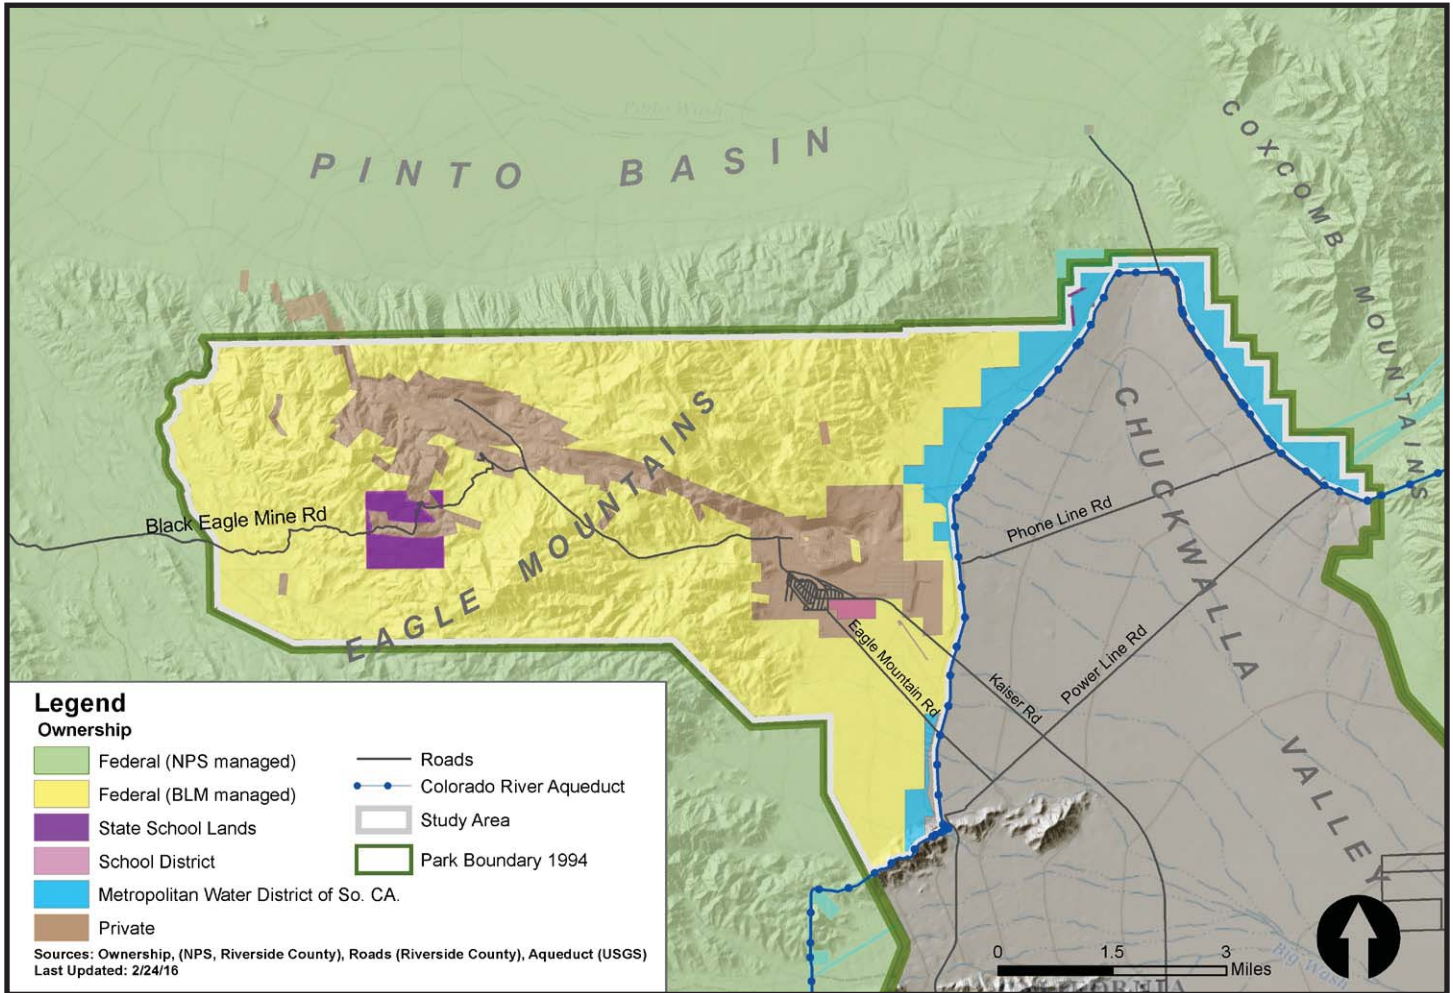 Pinto Wash
PINTO BASIN
COXCOMB MOUNTAINS
EAGLE MOUNTAINS
CHUCKWALLA VALLEY
Black Eagle Mine Rd
Phone Line Rd
Power Line Rd
Kaiser Rd
Eagle Mountain Rd
Big Wash
CALIFORNIA
Legend
Ownership
Federal (NPS managed)
Federal (BLM managed)
State School Lands
School District
Metropolitan Water District of So. CA.
Private
Roads
Colorado River Aqueduct
Study Area
Park Boundary 1994
Sources: Ownership, (NPS, Riverside County), Roads (Riverside County), Aqueduct (USGS)
Last Updated: 2/24/16
0 1.5 3
Miles